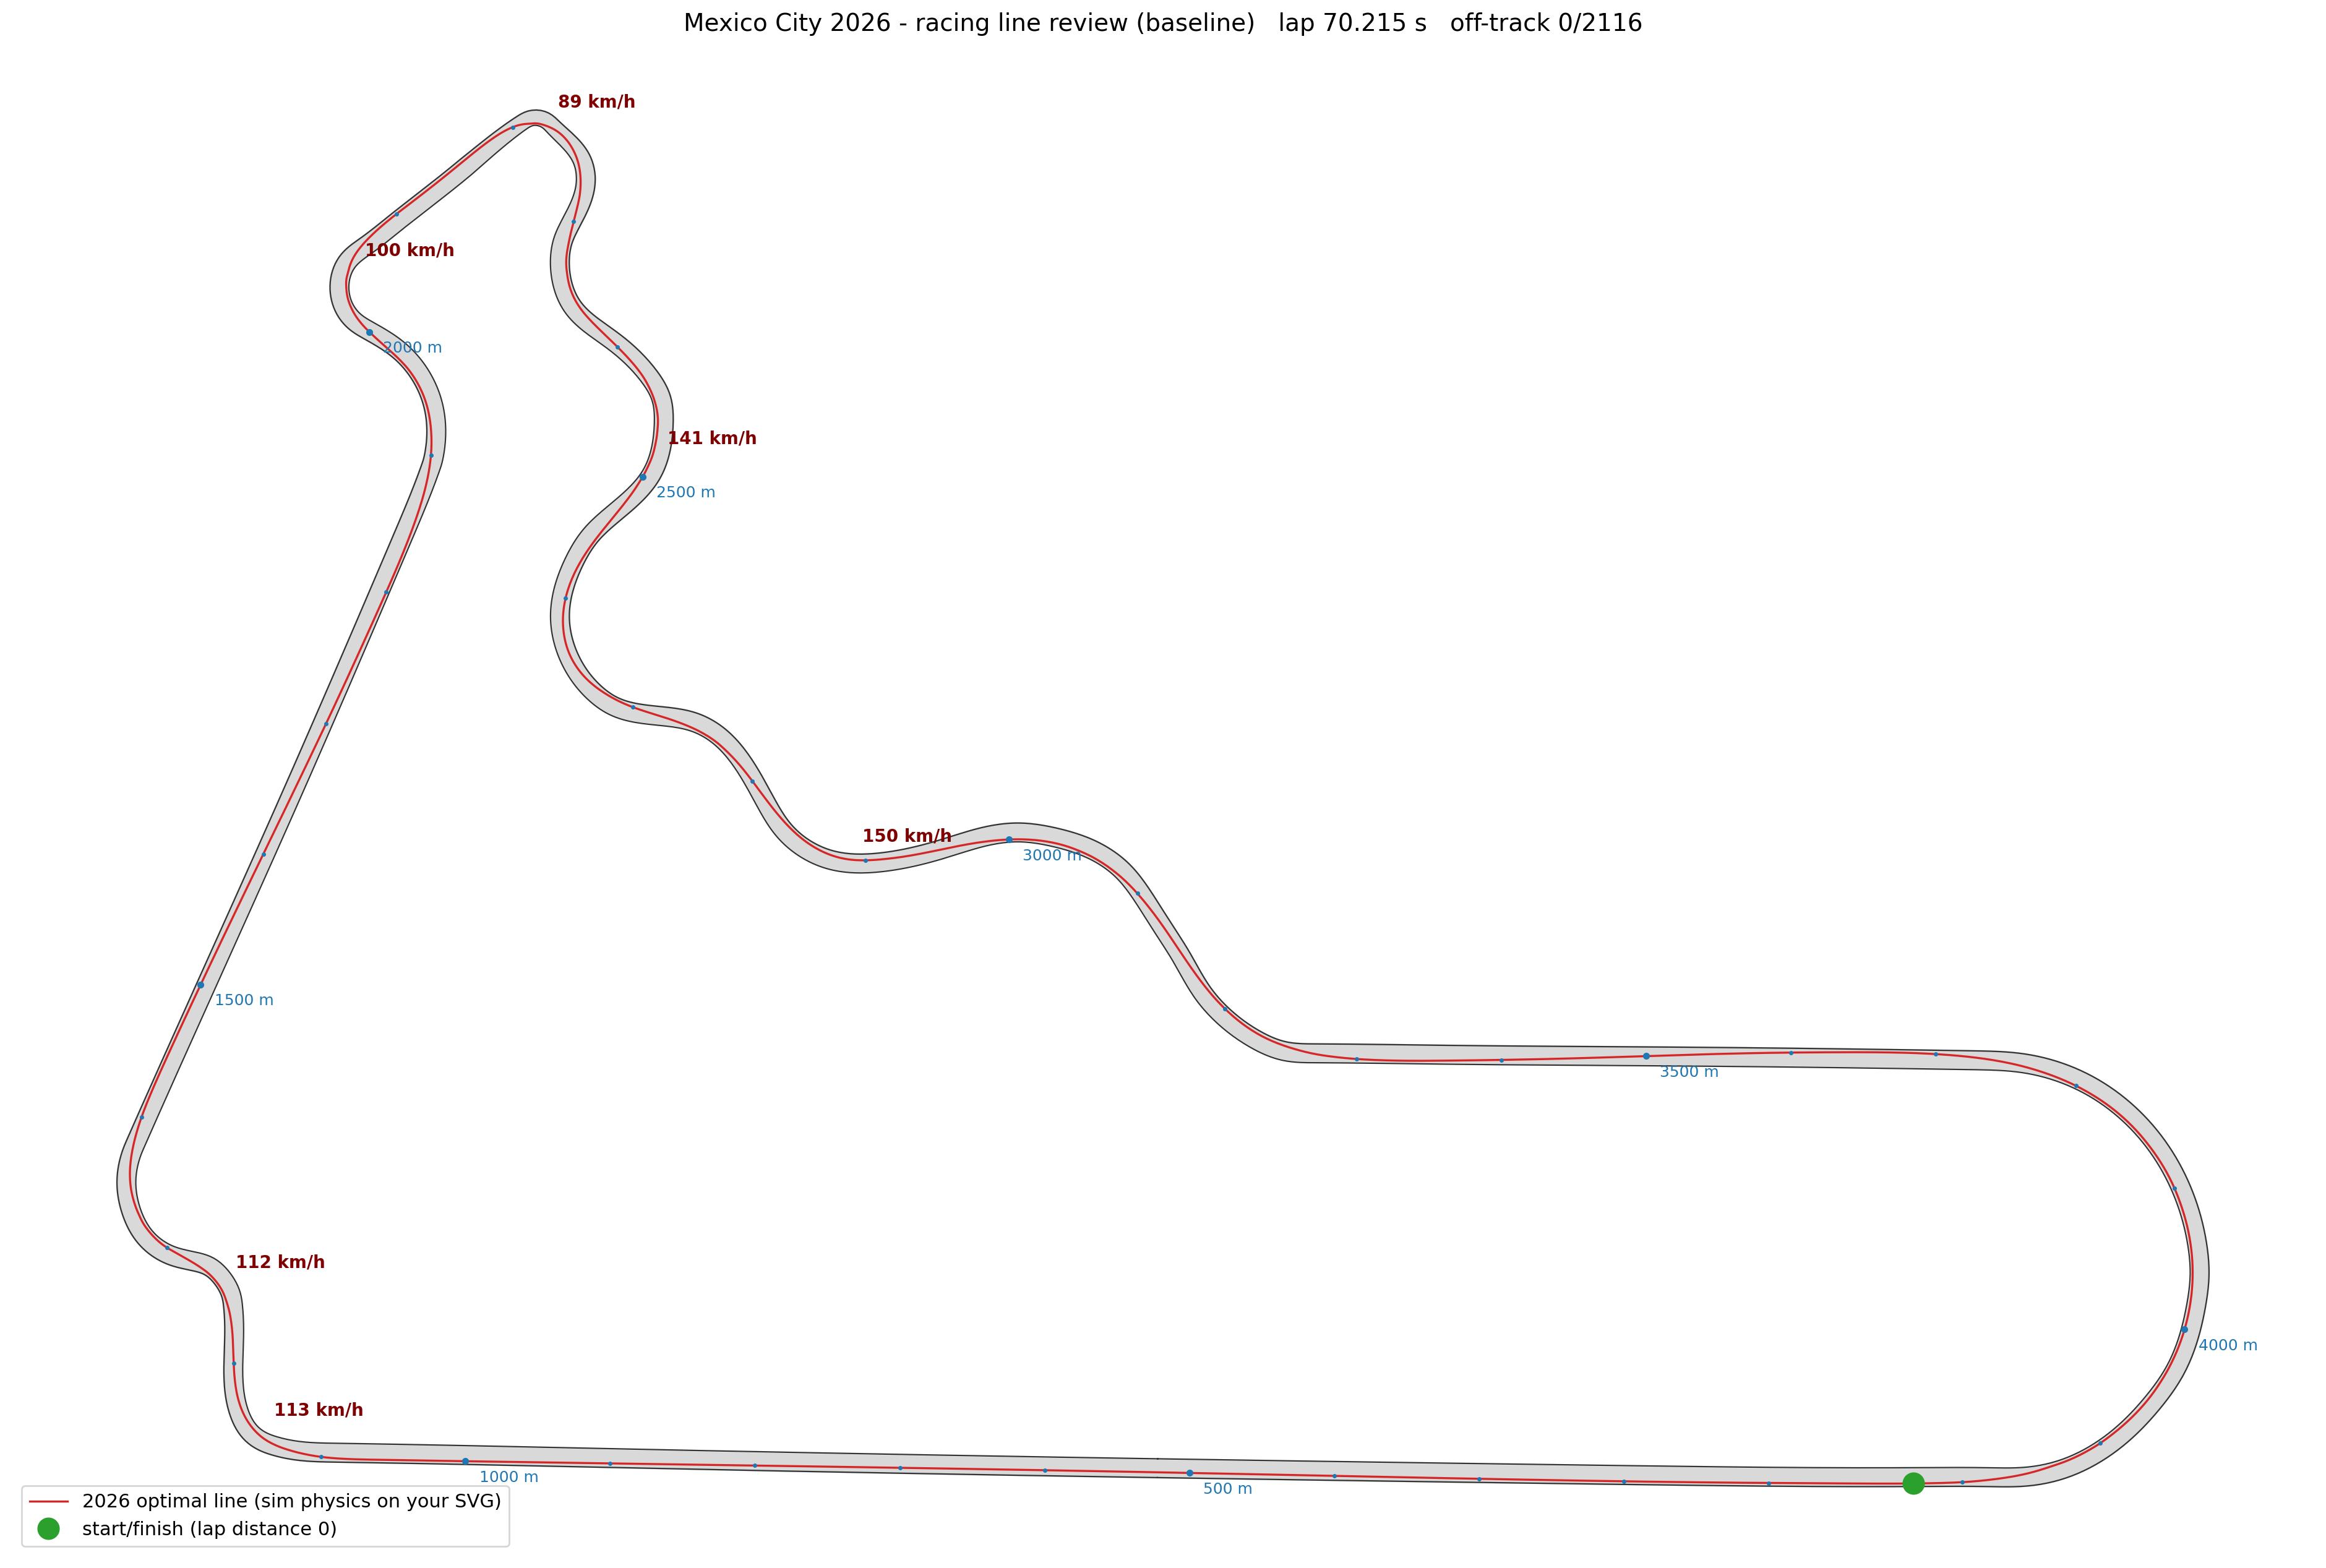 Mexico City 2026 - racing line review (baseline)   lap 70.215 s   off-track 0/2116
89 km/h
100 km/h
2000 m
141 km/h
2500 m
150 km/h
3000 m
1500 m
3500 m
112 km/h
4000 m
113 km/h
1000 m
500 m
2026 optimal line (sim physics on your SVG)
start/finish (lap distance 0)